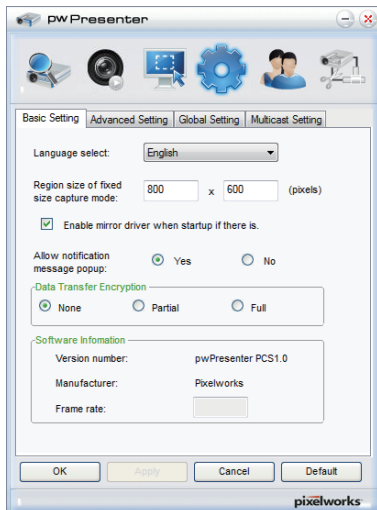 pwPresenter
Basic Setting Advanced Setting Global Setting Multicast Setting
Language select: English
Region size of fixed
size capture mode: 800 x 600 (pixels)
Enable mirror driver when startup if there is.
Allow notification
message popup: Yes No
Data Transfer Encryption
None Partial Full
Software Infomation
Version number: pwPresenter PCS1.0
Manufacturer: Pixelworks
Frame rate:
OK Apply Cancel Default
pixelworks